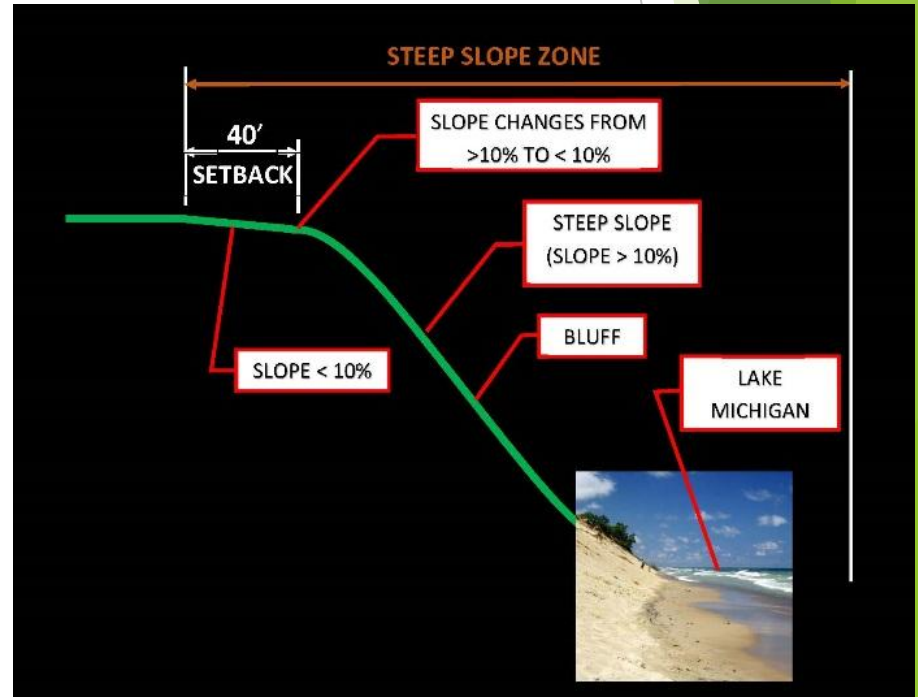 STEEP SLOPE ZONE
40'
SETBACK
SLOPE CHANGES FROM
>10% TO < 10%
STEEP SLOPE
(SLOPE > 10%)
BLUFF
SLOPE < 10%
LAKE
MICHIGAN